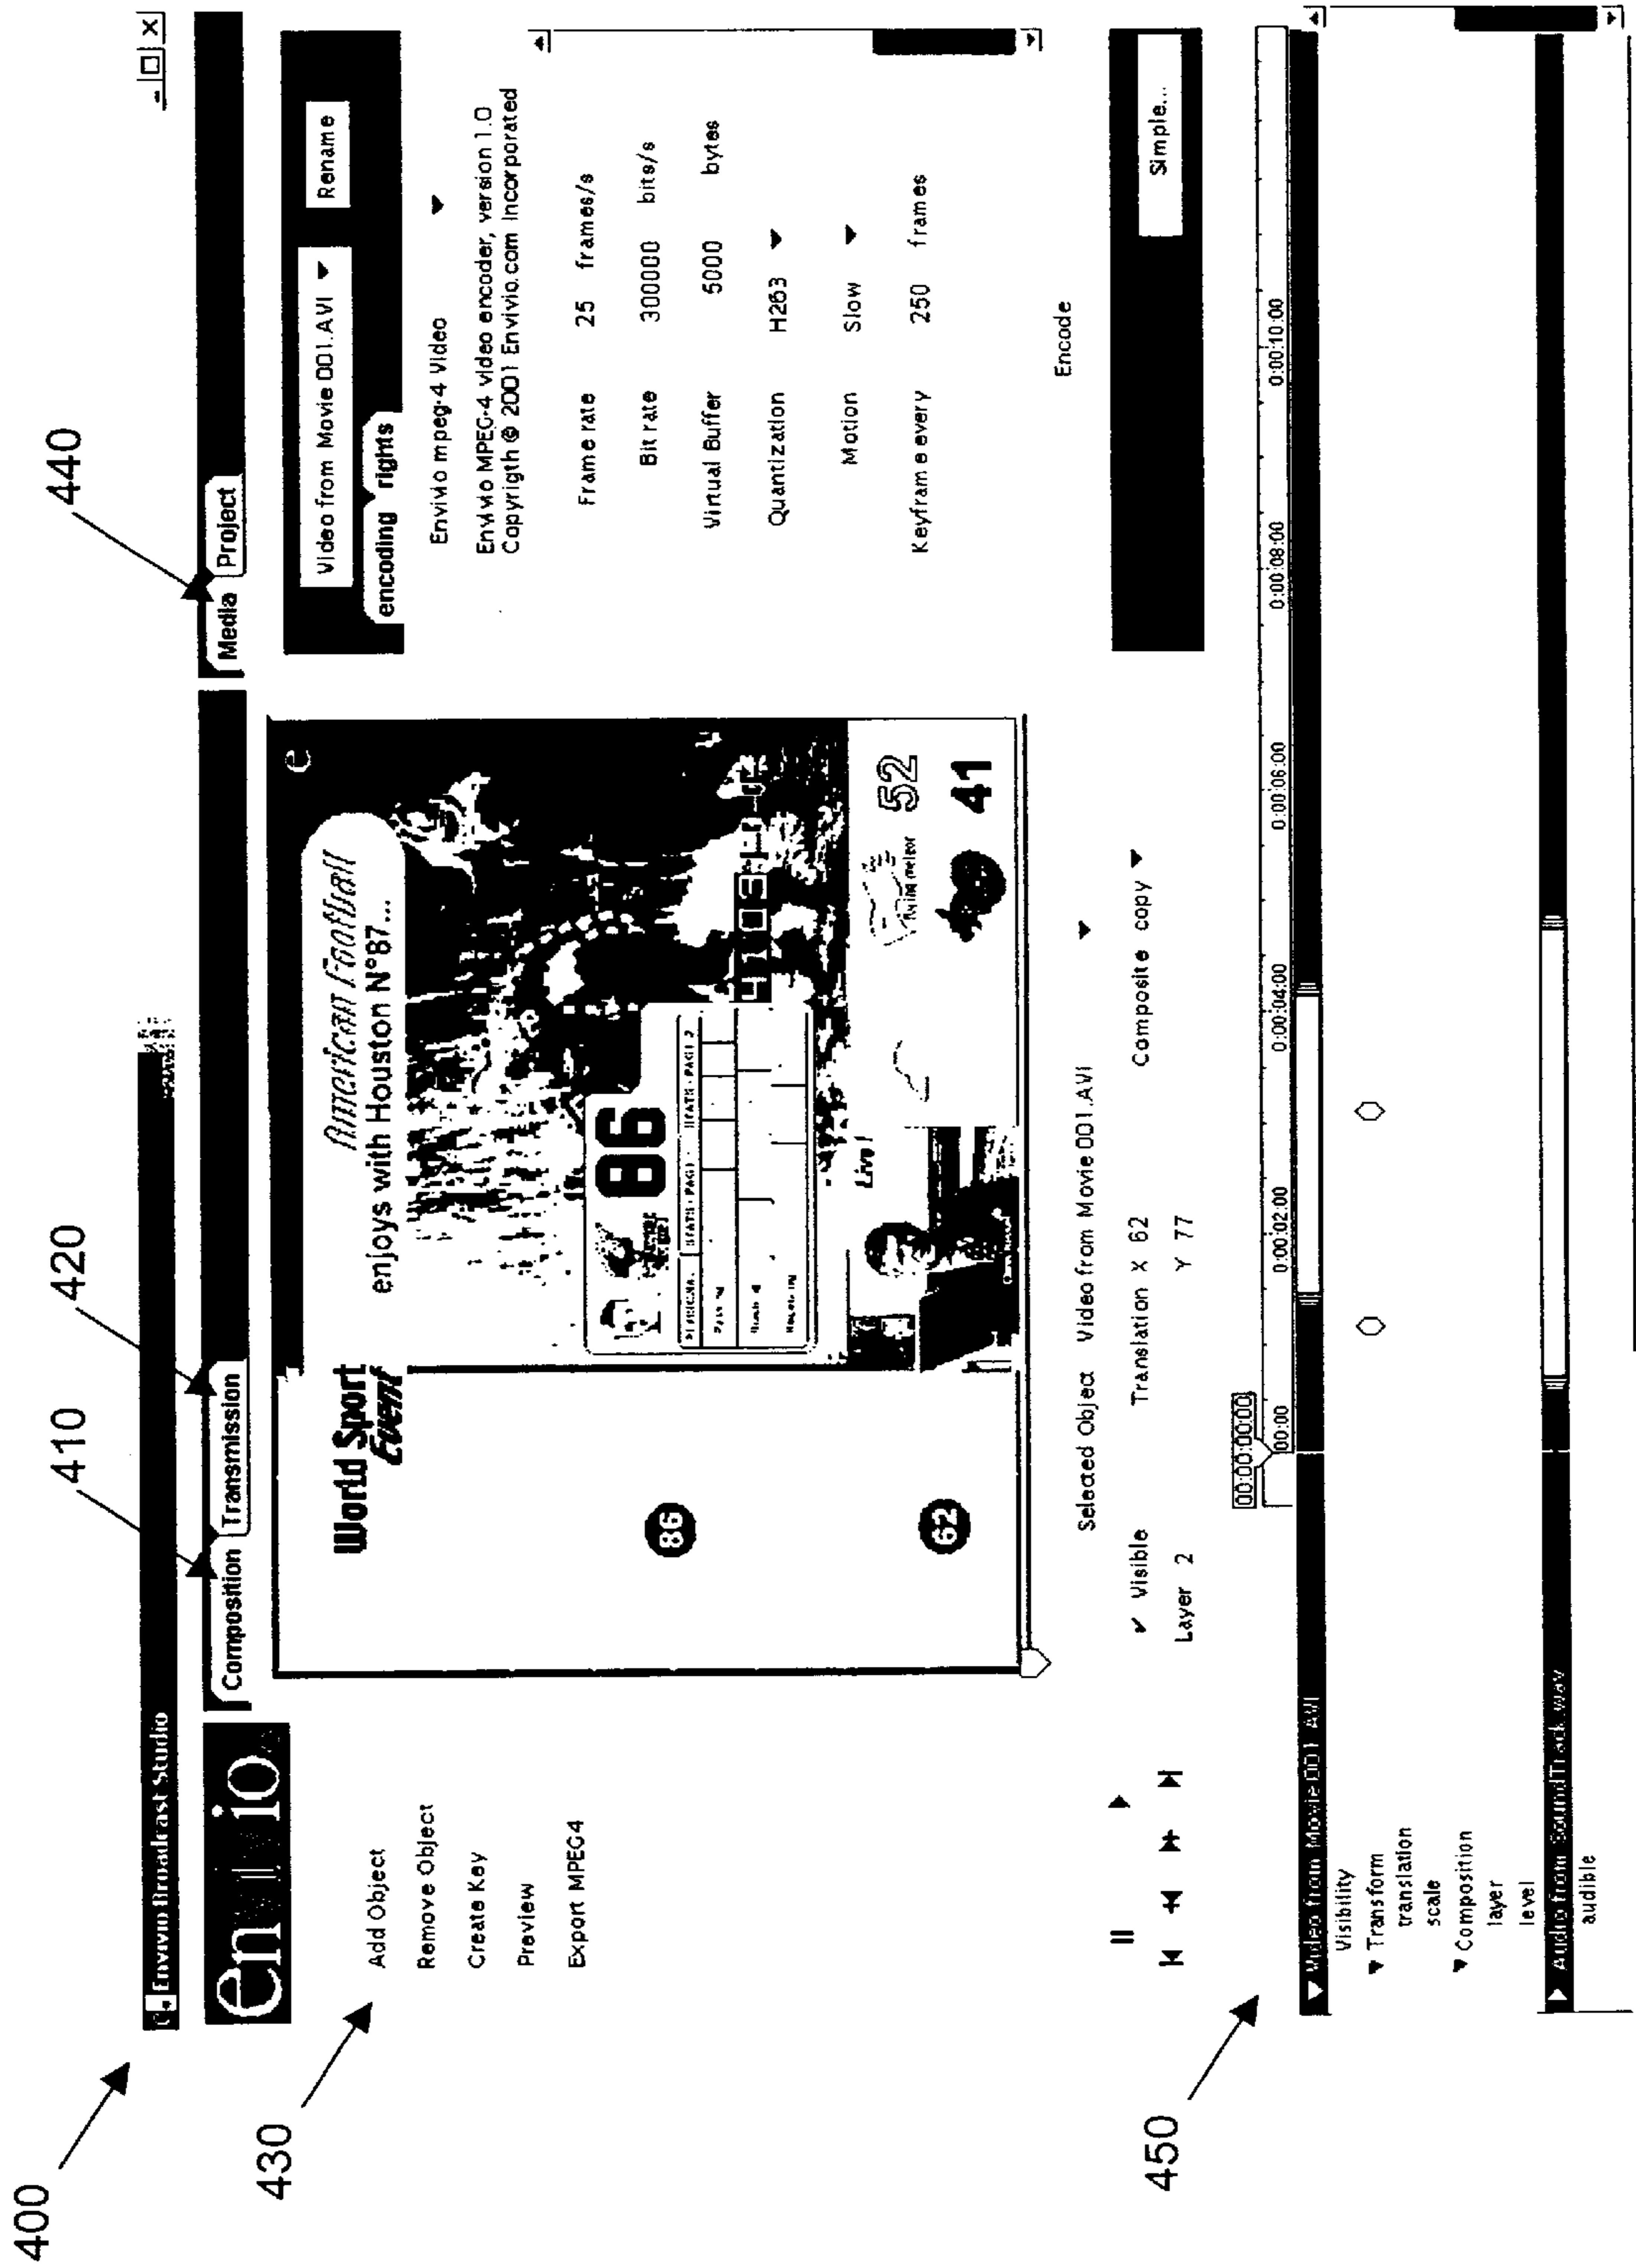 400
410
420
440
Envivio Broadcast Studio
envivio
Composition Transmission
Media Project
430
Add Object
Remove Object
Create Key
Preview
Export MPEG4
World Sport
Event
86
62
e
American Football
enjoys with Houston N°87...
86
Live !
flying meteor
52
41
Video from Movie 001.AVI
Rename
encoding rights
Envivio mpeg-4 Video
Envivio MPEG-4 video encoder, version 1.0
Copyrigth © 2001 Envivio.com Incorporated
Frame rate 25 frames/s
Bit rate 300000 bits/s
Virtual Buffer 5000 bytes
Quantization H263
Motion Slow
Keyframe every 250 frames
Encode
Simple...
Selected Object Video from Movie 001.AVI
✓ Visible Translation X 62 Composite copy
Layer 2 Y 77
450
00:00:00:00
00:00 0:00:02:00 0:00:04:00 0:00:06:00 0:00:08:00 0:00:10:00
Video from Movie 001 AVI
Visibility
Transform
translation
scale
Composition
layer
level
Audio from SoundTrack.wav
audible